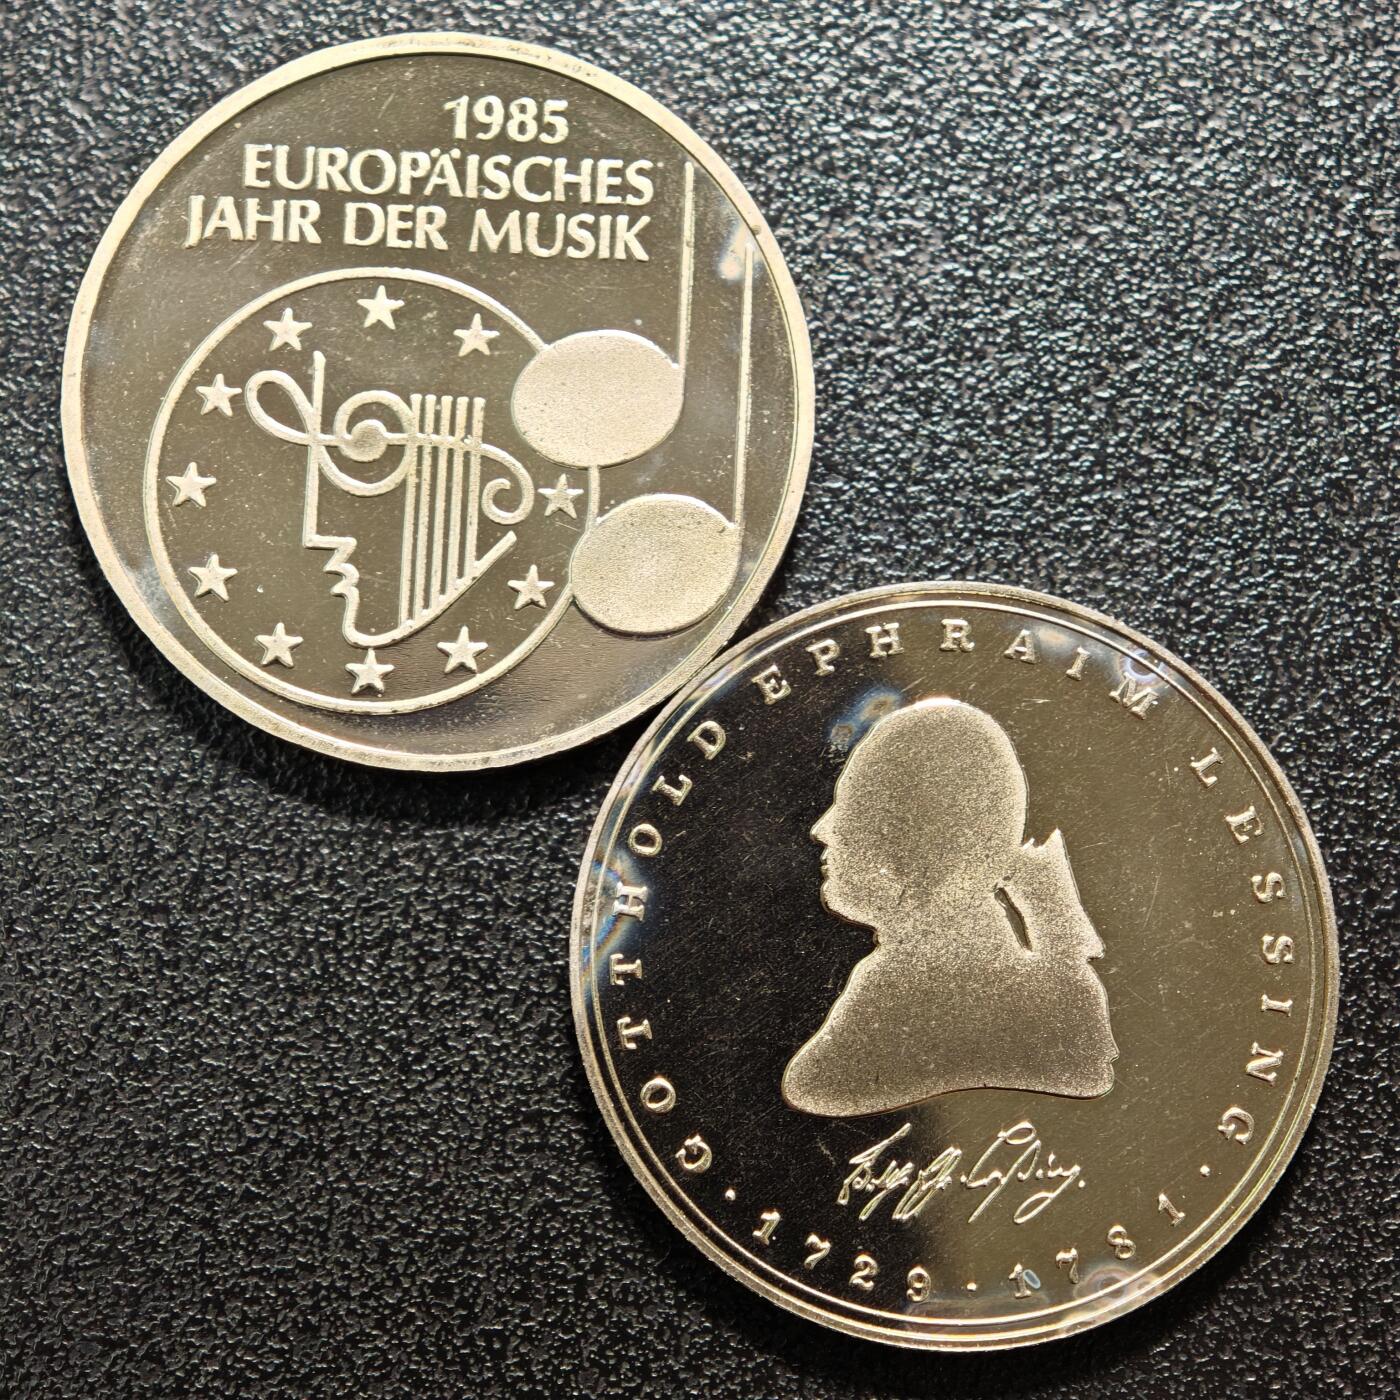 1985
EUROPÄISCHES
JAHR DER MUSIK
GOTTHOLD EPHRAIM LESSING · 1729 · 1781 ·